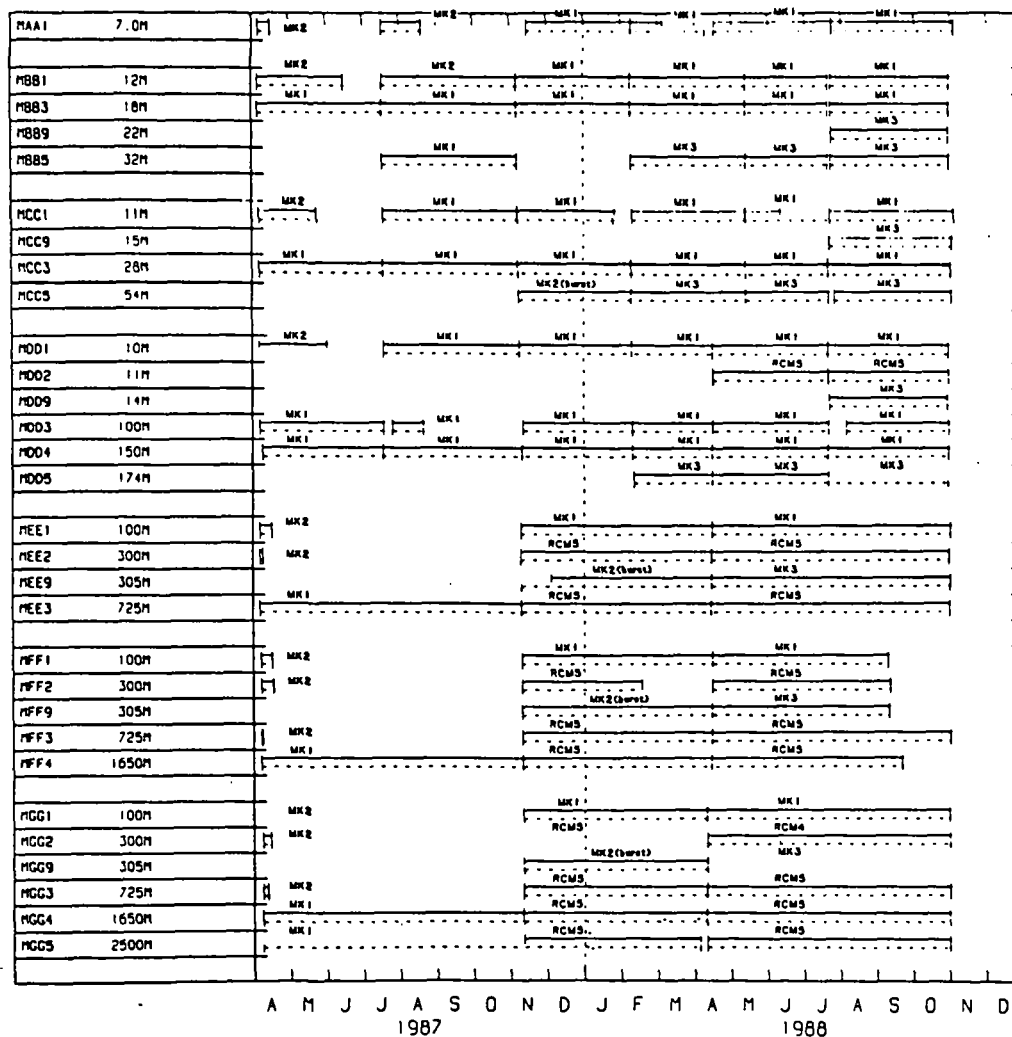 MAA1 7.0M MK2 MK2 MK1 MK1 MK1 MK1
MBB1 12M MK2 MK2 MK1 MK1 MK1 MK1
MBB3 18M MK1 MK1 MK1 MK1 MK1 MK1
MBB9 22M MK3
MBB5 32M MK1 MK3 MK3 MK3
MCC1 11M MK2 MK1 MK1 MK1 MK1 MK1
MCC9 15M MK3
MCC3 28M MK1 MK1 MK1 MK1 MK1 MK1
MCC5 54M MK2(burst) MK3 MK3 MK3
MDD1 10M MK2 MK1 MK1 MK1 MK1 MK1
MDD2 11M RCM5 RCM5
MDD9 14M MK3
MDD3 100M MK1 MK1 MK1 MK1 MK1 MK1
MDD4 150M MK1 MK1 MK1 MK1 MK1 MK1
MDD5 174M MK3 MK3 MK3
MEE1 100M MK2 MK1 MK1
MEE2 300M MK2 RCM5 RCM5
MEE9 305M MK2(burst) MK3
MEE3 725M MK1 RCM5 RCM5
MFF1 100M MK2 MK1 MK1
MFF2 300M MK2 RCM5 RCM5
MFF9 305M MK2(burst) MK3
MFF3 725M MK2 RCM5 RCM5
MFF4 1650M MK1 RCM5 RCM5
MGG1 100M MK2 MK1 MK1
MGG2 300M MK2 RCM5 RCM4
MGG9 305M MK2(burst) MK3
MGG3 725M MK2 RCM5 RCM5
MGG4 1650M MK1 RCM5 RCM5
MGG5 2500M MK1 RCM5 RCM5
A M J J A S O N D J F M A M J J A S O N D
1987 1988